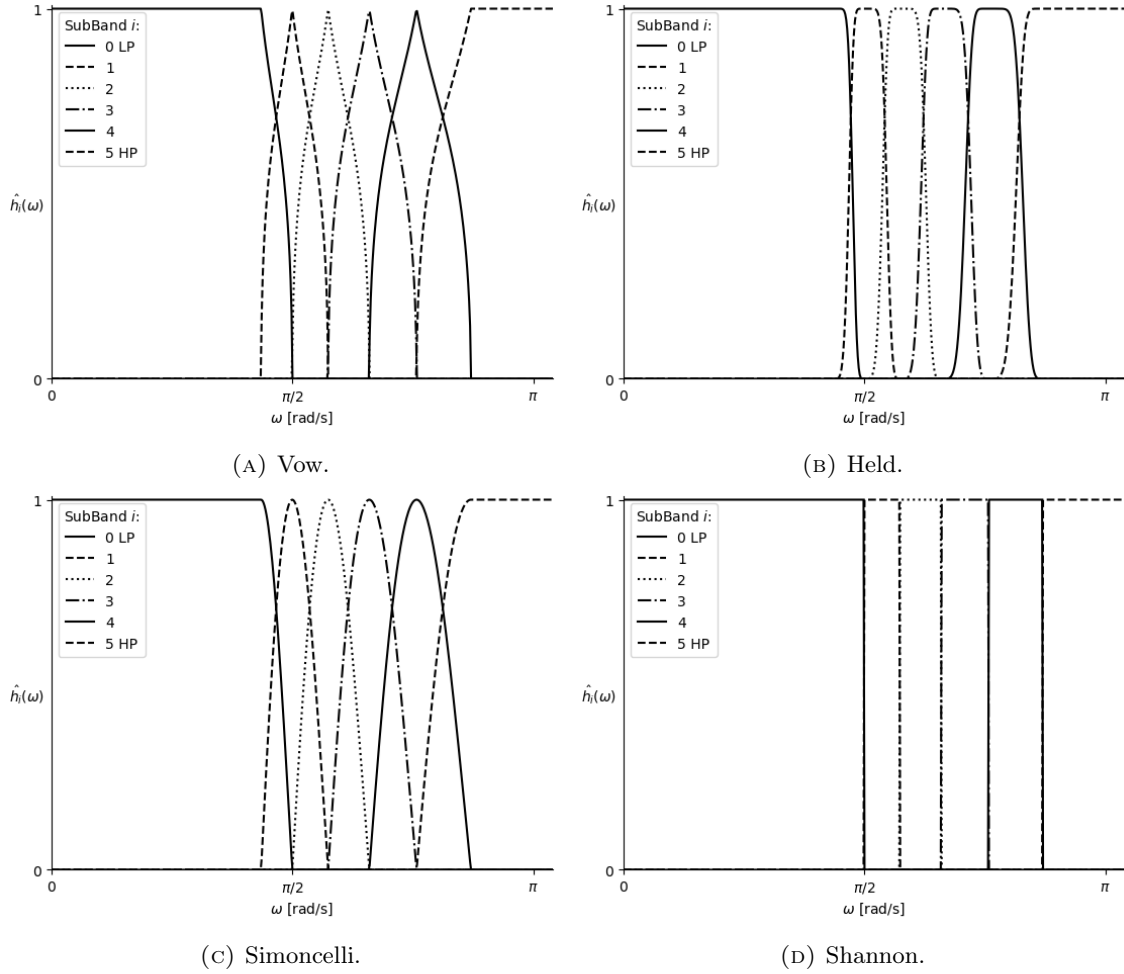 1
SubBand i:
0 LP
1
2
3
4
5 HP
ĥᵢ(ω)
0
0
π/2
π
ω [rad/s]
(A) Vow.
1
SubBand i:
0 LP
1
2
3
4
5 HP
ĥᵢ(ω)
0
0
π/2
π
ω [rad/s]
(B) Held.
1
SubBand i:
0 LP
1
2
3
4
5 HP
ĥᵢ(ω)
0
0
π/2
π
ω [rad/s]
(C) Simoncelli.
1
SubBand i:
0 LP
1
2
3
4
5 HP
ĥᵢ(ω)
0
0
π/2
π
ω [rad/s]
(D) Shannon.